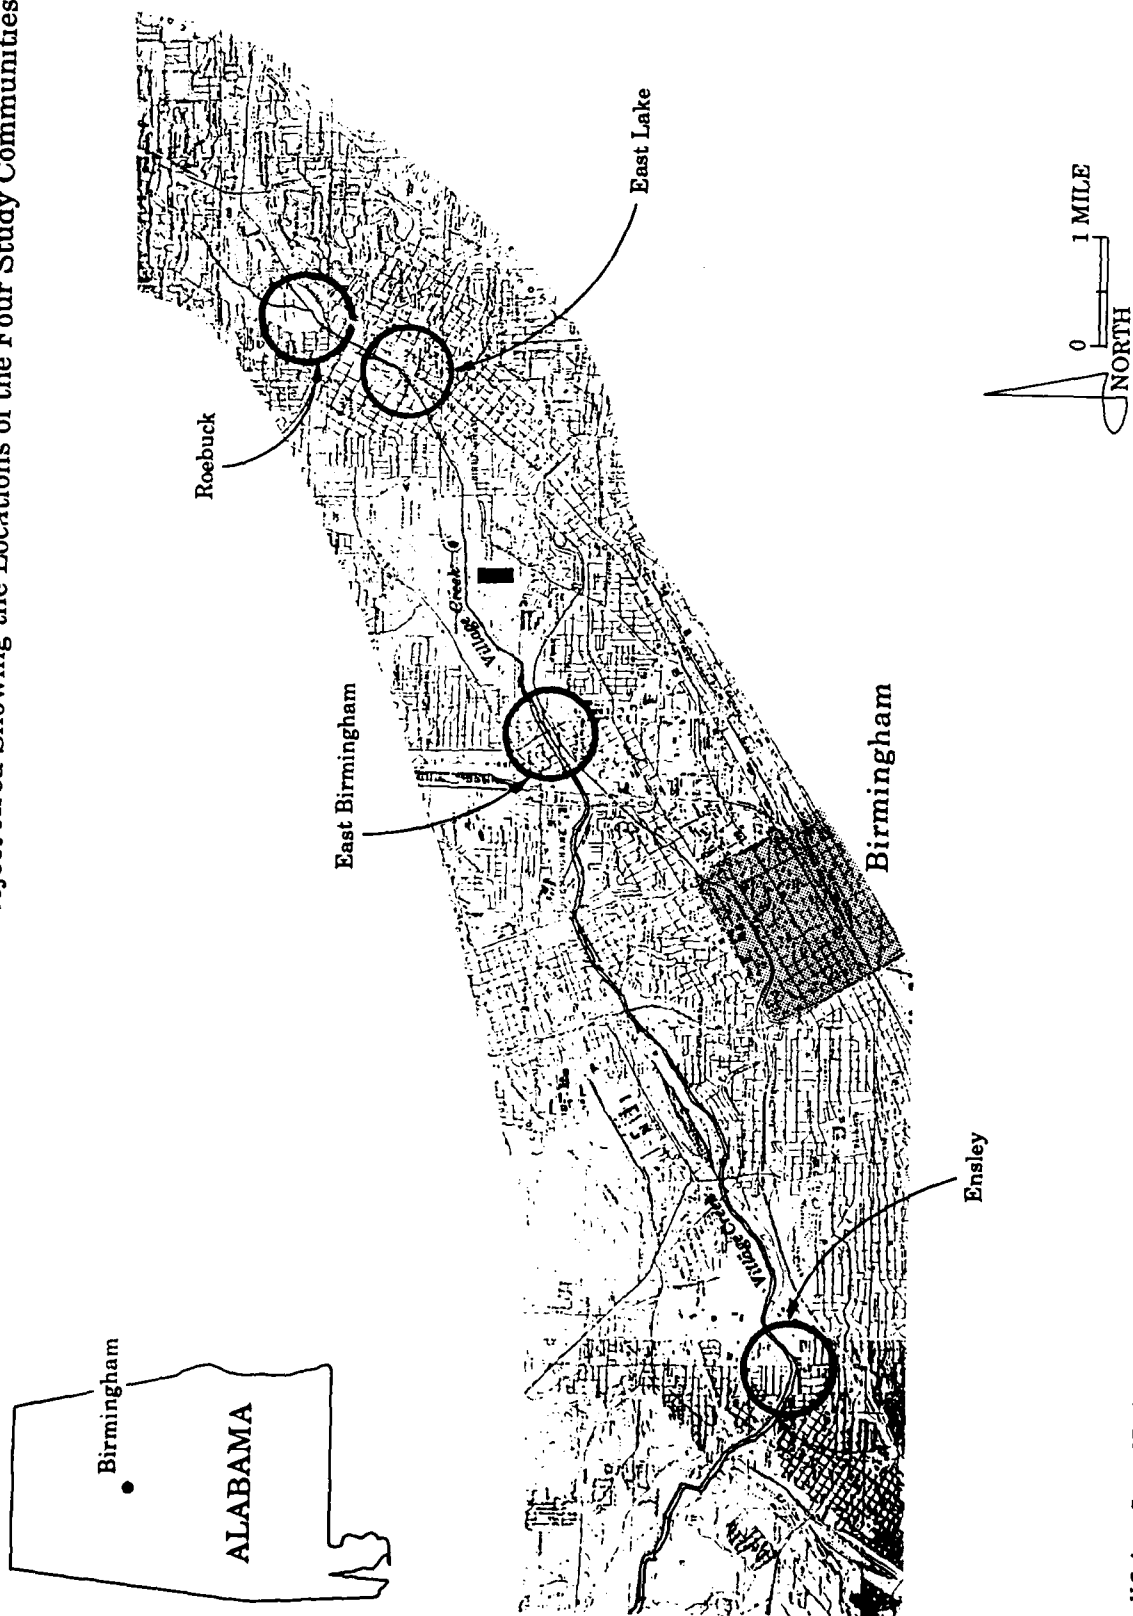 Area Showing the Locations of the Four Study Communities
Birmingham
ALABAMA
Roebuck
East Lake
East Birmingham
Village
Creek
Birmingham
Village Creek
Ensley
0 1 MILE
NORTH